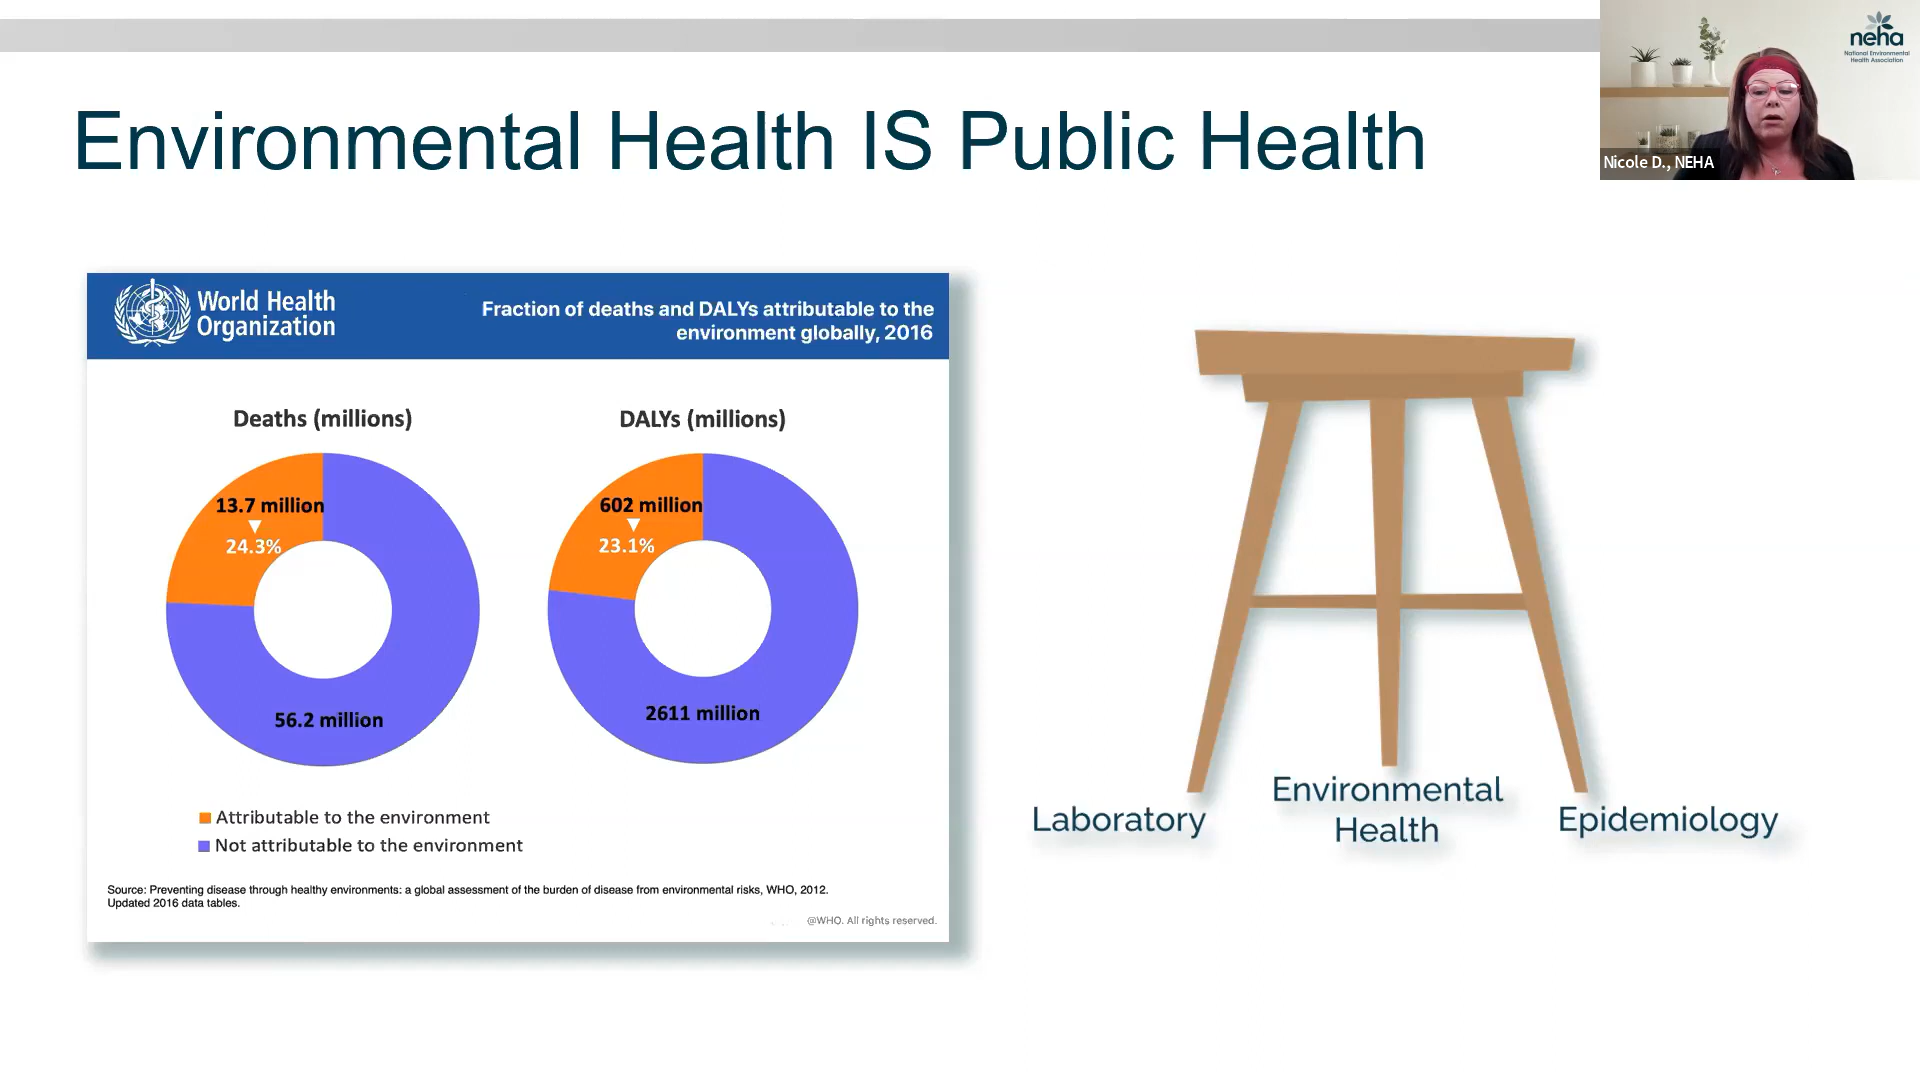 Environmental Health IS Public Health
neha
National Environmental
Health Association
Nicole D., NEHA
World Health
Organization
Fraction of deaths and DALYs attributable to the
environment globally, 2016
Deaths (millions)
13.7 million
24.3%
56.2 million
DALYs (millions)
602 million
23.1%
2611 million
Attributable to the environment
Not attributable to the environment
Source: Preventing disease through healthy environments: a global assessment of the burden of disease from environmental risks, WHO, 2012.
Updated 2016 data tables.
@WHO. All rights reserved.
Laboratory
Environmental
Health
Epidemiology